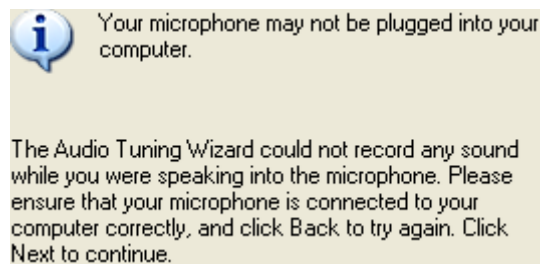 Your microphone may not be plugged into your
computer.
The Audio Tuning Wizard could not record any sound
while you were speaking into the microphone. Please
ensure that your microphone is connected to your
computer correctly, and click Back to try again. Click
Next to continue.